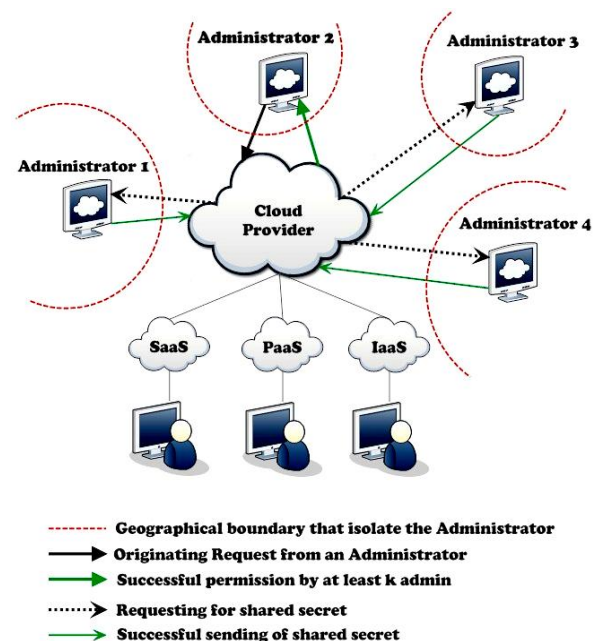 Administrator 2
Administrator 3
Administrator 1
Administrator 4
Cloud
Provider
SaaS
PaaS
IaaS
Geographical boundary that isolate the Administrator
Originating Request from an Administrator
Successful permission by at least k admin
Requesting for shared secret
Successful sending of shared secret